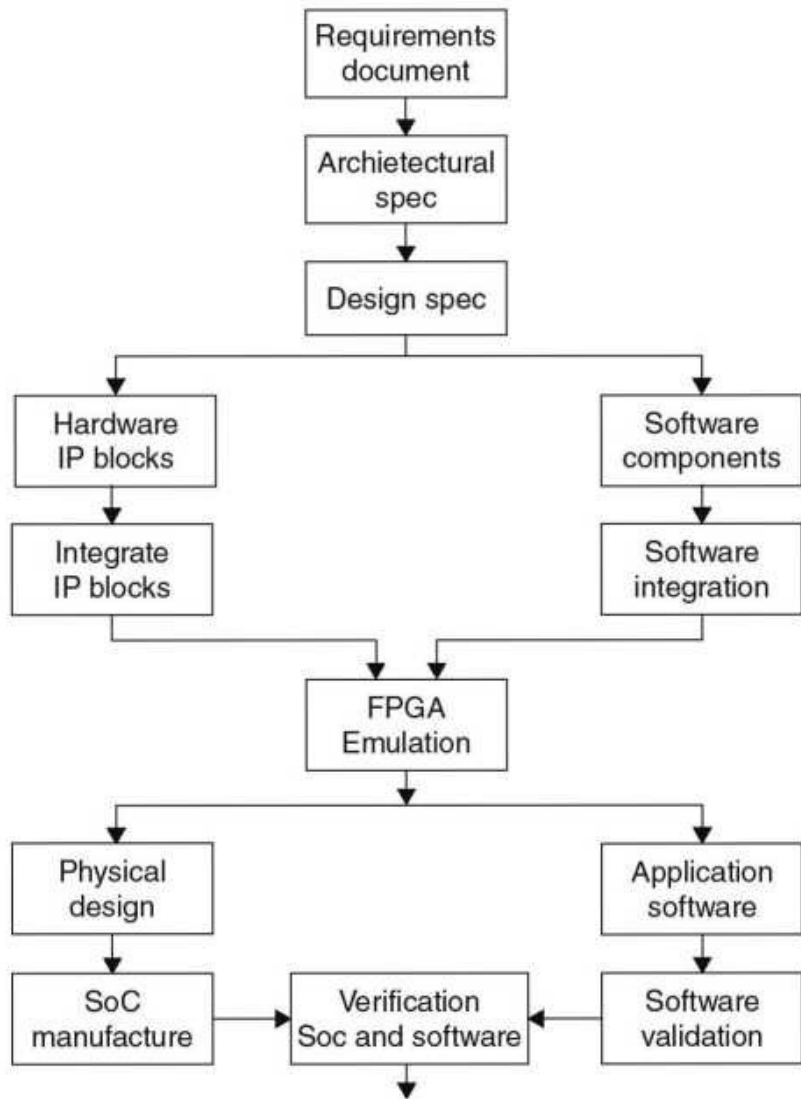 Requirements
document
Archietectural
spec
Design spec
Hardware
IP blocks
Software
components
Integrate
IP blocks
Software
integration
FPGA
Emulation
Physical
design
Application
software
SoC
manufacture
Verification
Soc and software
Software
validation